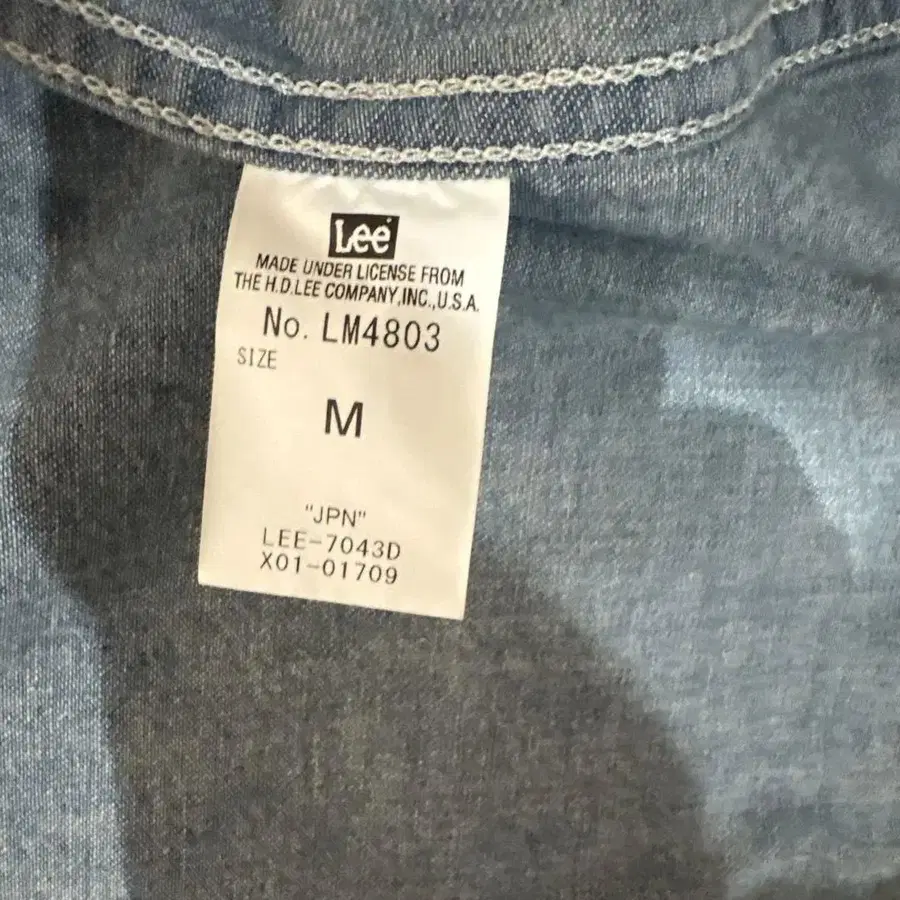 Lee
MADE UNDER LICENSE FROM
THE H.D.LEE COMPANY,INC.,U.S.A.
No. LM4803
SIZE
M
"JPN"
LEE-7043D
X01-01709